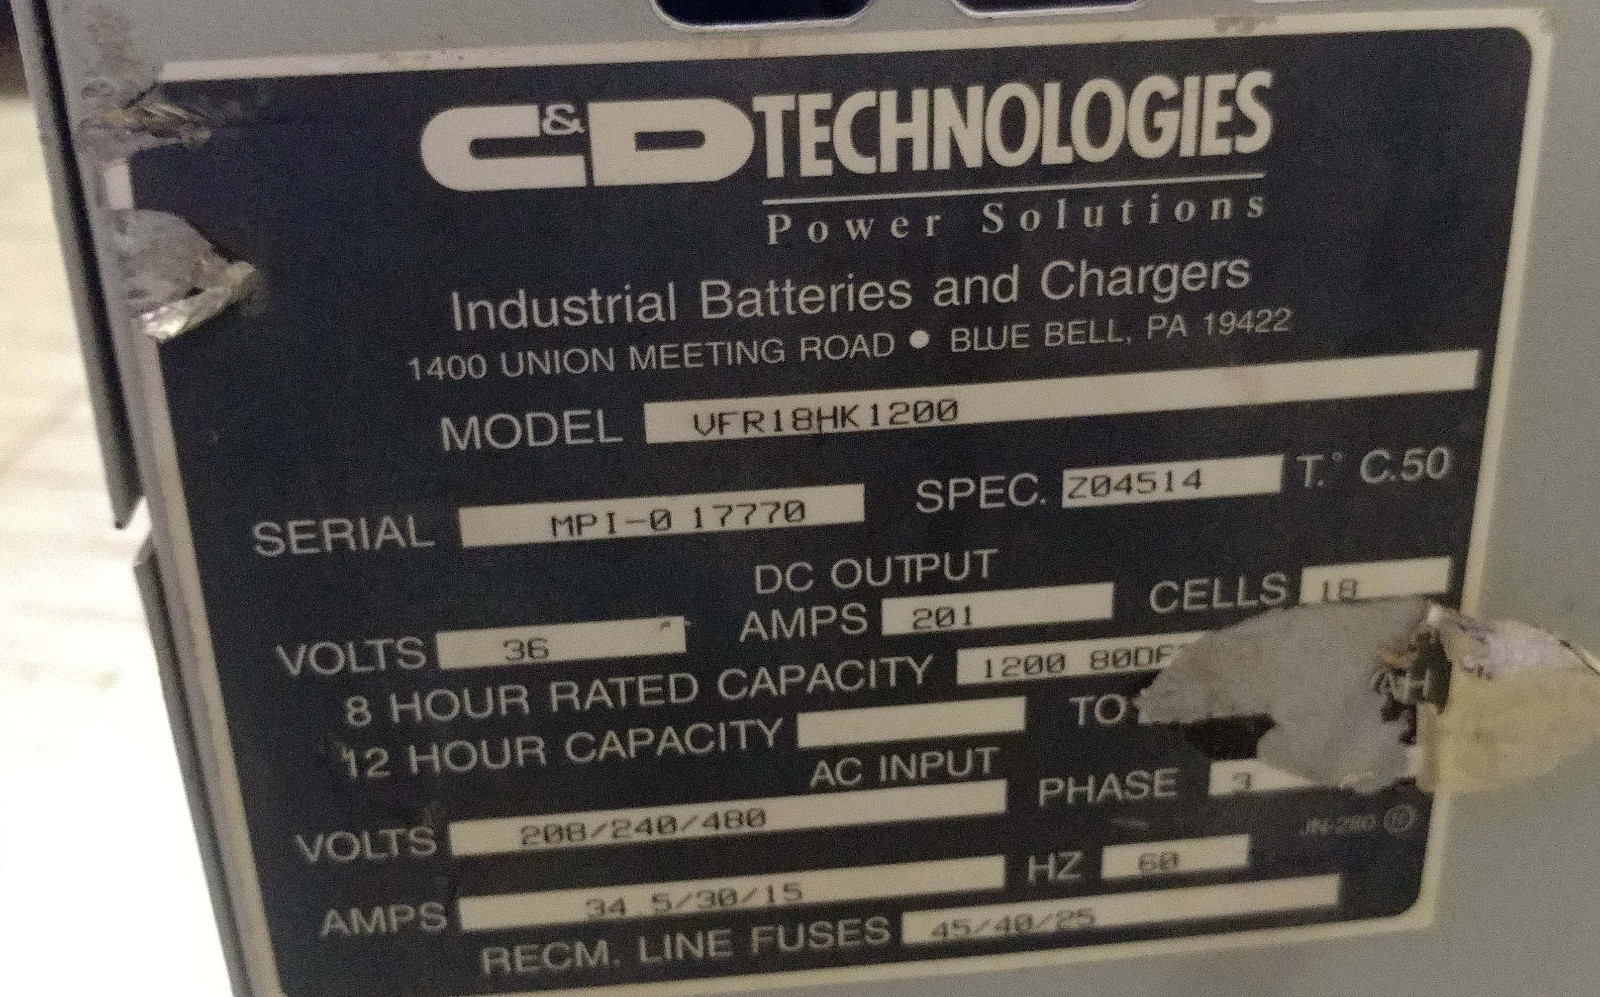 C&D TECHNOLOGIES
Power Solutions
Industrial Batteries and Chargers
1400 UNION MEETING ROAD • BLUE BELL, PA 19422
MODEL VFR18HK1200
SERIAL MPI-0 17770 SPEC. Z04514 T.° C.50
DC OUTPUT
VOLTS 36 AMPS 201 CELLS 18
8 HOUR RATED CAPACITY 1200 AH
12 HOUR CAPACITY TO
AC INPUT
VOLTS 208/240/480 PHASE 3
AMPS 34.5/30/15 HZ 60
RECM. LINE FUSES 45/40/25